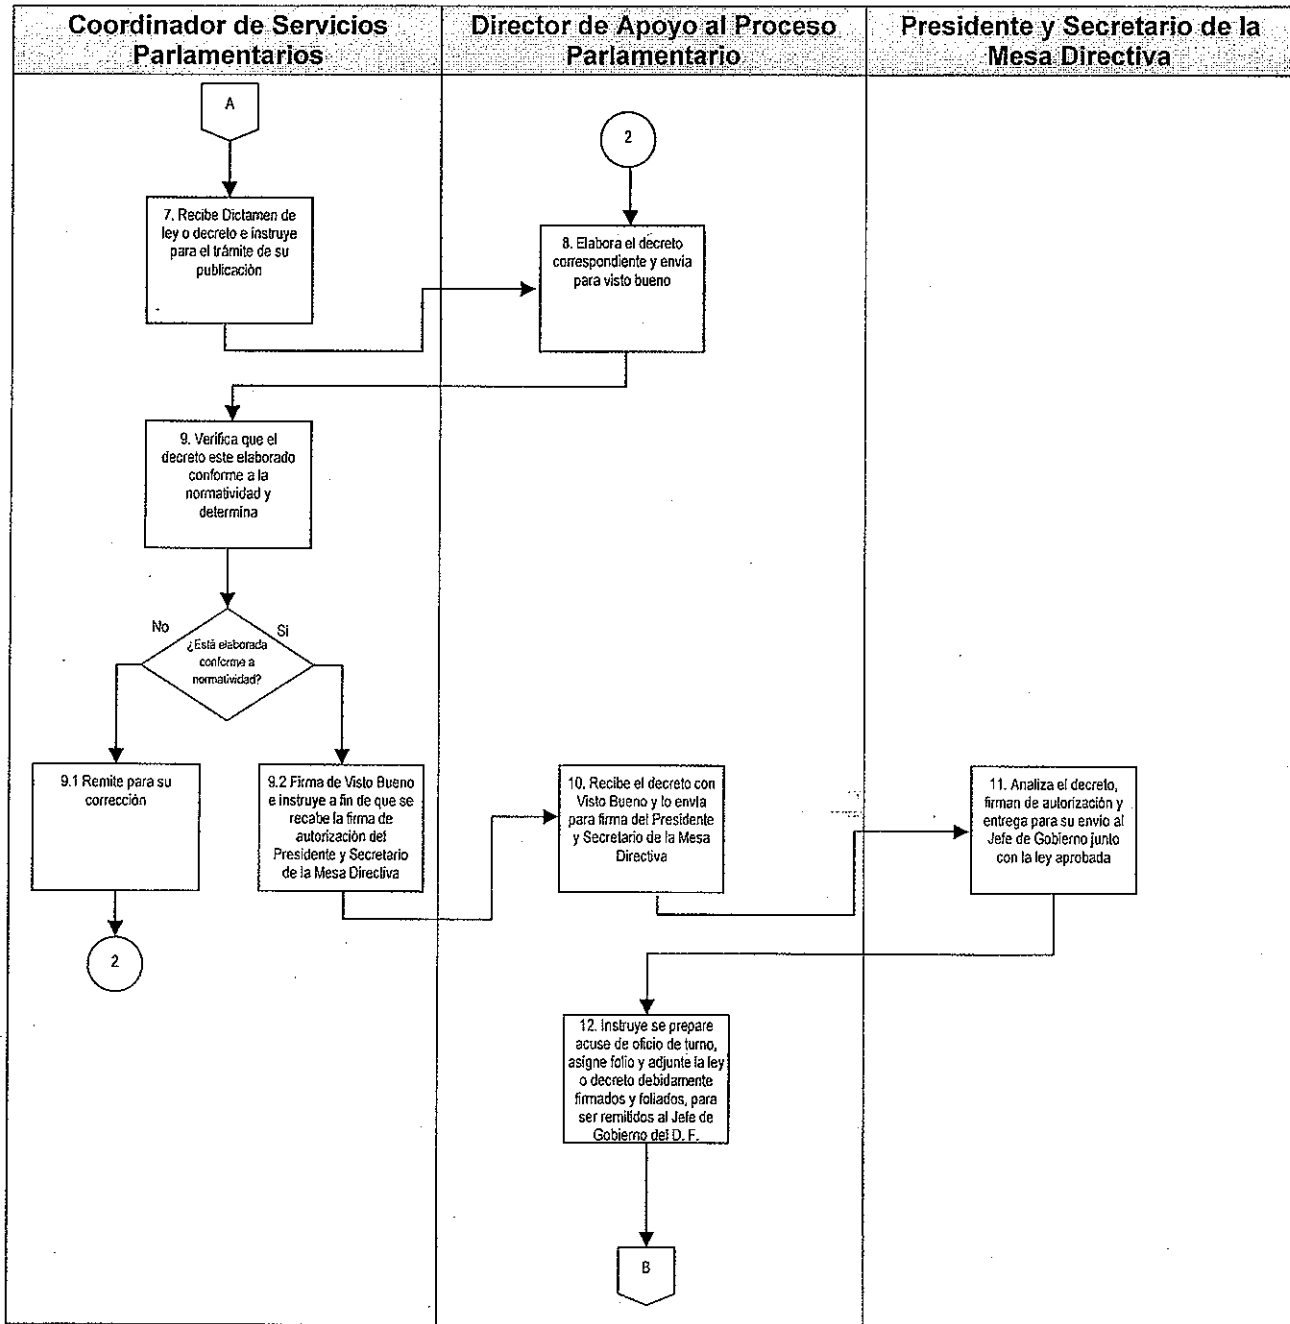 Coordinador de Servicios
Parlamentarios
Director de Apoyo al Proceso
Parlamentario
Presidente y Secretario de la
Mesa Directiva
A
2
7. Recibe Dictamen de
ley o decreto e instruye
para el trámite de su
publicación
8. Elabora el decreto
correspondiente y envía
para visto bueno
9. Verifica que el
decreto este elaborado
conforme a la
normatividad y
determina
No
Si
¿Está elaborada
conforme a
normatividad?
9.1 Remite para su
corrección
9.2 Firma de Visto Bueno
e instruye a fin de que se
recabe la firma de
autorización del
Presidente y Secretario
de la Mesa Directiva
10. Recibe el decreto con
Visto Bueno y lo envía
para firma del Presidente
y Secretario de la Mesa
Directiva
11. Analiza el decreto,
firman de autorización y
entrega para su envio al
Jefe de Gobierno junto
con la ley aprobada
2
12. Instruye se prepare
acuse de oficio de turno,
asigne folio y adjunte la ley
o decreto debidamente
firmados y foliados, para
ser remitidos al Jefe de
Gobierno del D. F.
B